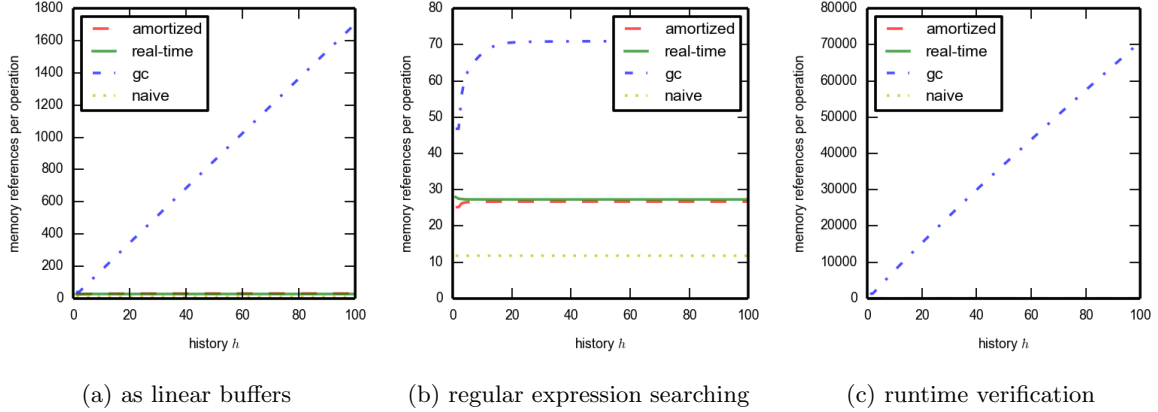 1800
1600
1400
1200
1000
800
600
400
200
0
memory references per operation
amortized
real-time
gc
naive
0 20 40 60 80 100
history h
(a) as linear buffers
80
70
60
50
40
30
20
10
0
memory references per operation
amortized
real-time
gc
naive
0 20 40 60 80 100
history h
(b) regular expression searching
80000
70000
60000
50000
40000
30000
20000
10000
0
memory references per operation
amortized
real-time
gc
naive
0 20 40 60 80 100
history h
(c) runtime verification